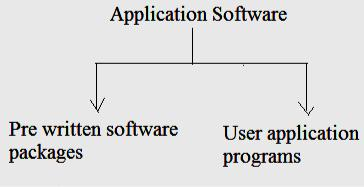 Application Software
Pre written software
packages
User application
programs